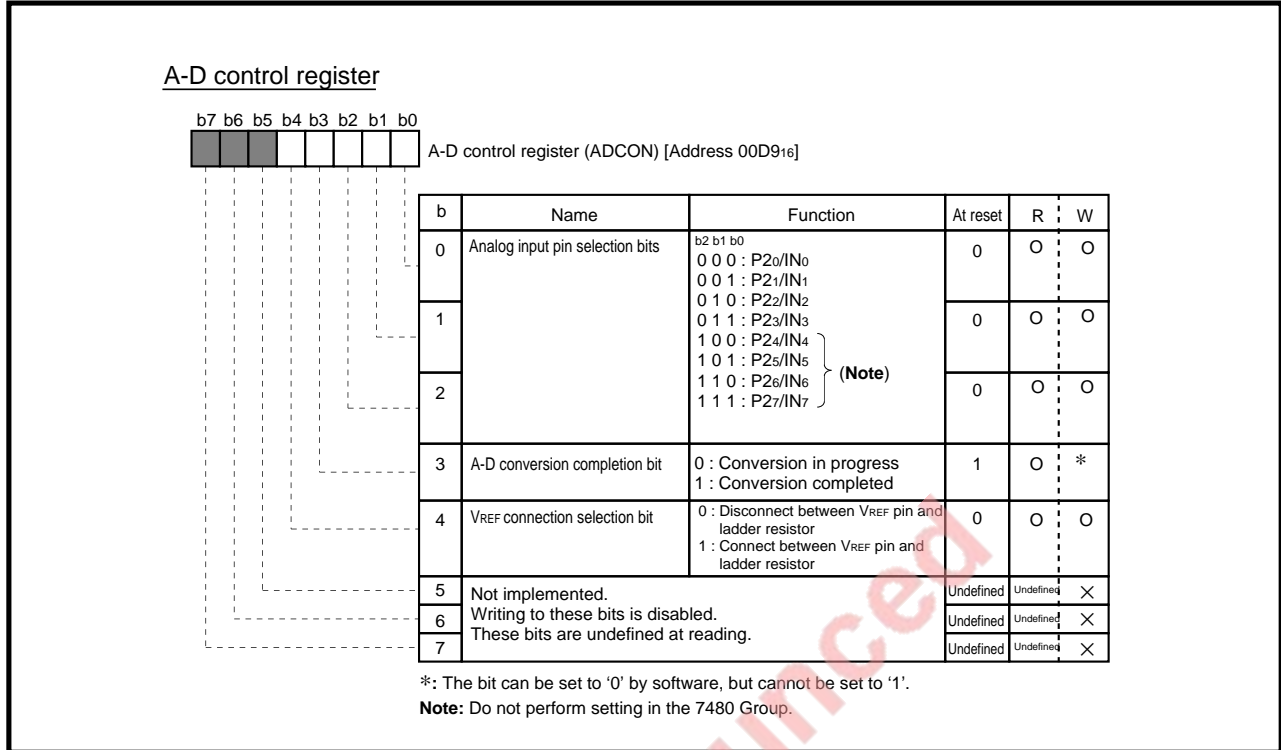 A-D control register
b7 b6 b5 b4 b3 b2 b1 b0
A-D control register (ADCON) [Address 00D916]
b Name Function At reset R W
0 Analog input pin selection bits b2 b1 b0 0 O O
0 0 0 : P20/IN0
0 0 1 : P21/IN1
0 1 0 : P22/IN2
1 0 1 1 : P23/IN3 0 O O
1 0 0 : P24/IN4
1 0 1 : P25/IN5 (Note)
2 1 1 0 : P26/IN6 0 O O
1 1 1 : P27/IN7
3 A-D conversion completion bit 0 : Conversion in progress 1 O *
1 : Conversion completed
4 VREF connection selection bit 0 : Disconnect between VREF pin and 0 O O
ladder resistor
1 : Connect between VREF pin and
ladder resistor
5 Not implemented. Undefined Undefined ×
6 Writing to these bits is disabled. Undefined Undefined ×
7 These bits are undefined at reading. Undefined Undefined ×
*: The bit can be set to ‘0’ by software, but cannot be set to ‘1’.
Note: Do not perform setting in the 7480 Group.